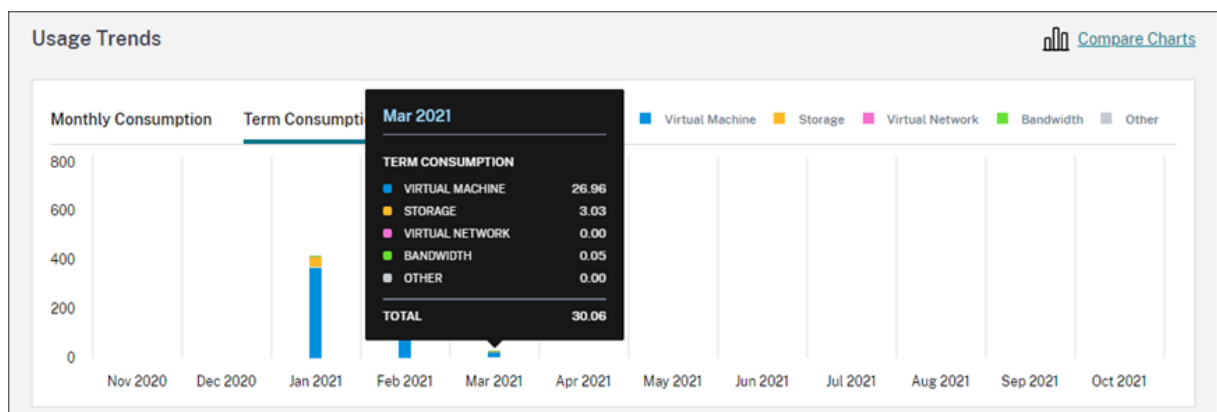 Usage Trends
Compare Charts
Monthly Consumption Term Consumpti
Virtual Machine Storage Virtual Network Bandwidth Other
Mar 2021
TERM CONSUMPTION
VIRTUAL MACHINE 26.96
STORAGE 3.03
VIRTUAL NETWORK 0.00
BANDWIDTH 0.05
OTHER 0.00
TOTAL 30.06
800
600
400
200
0
Nov 2020 Dec 2020 Jan 2021 Feb 2021 Mar 2021 Apr 2021 May 2021 Jun 2021 Jul 2021 Aug 2021 Sep 2021 Oct 2021